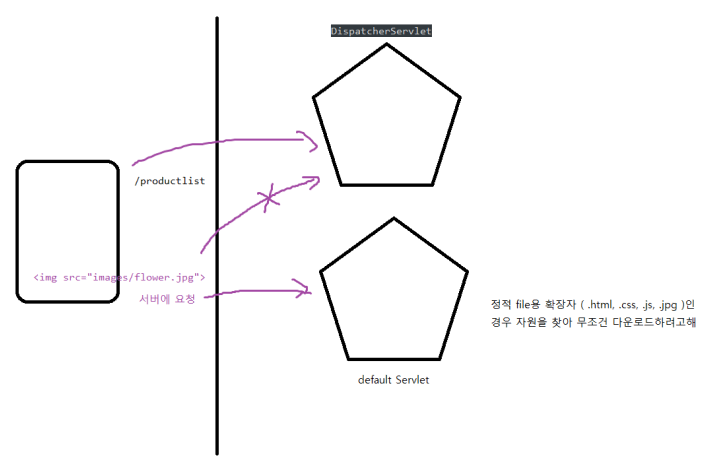 DispatcherServlet
/productlist
<img src="images/flower.jpg">
서버에 요청
정적 file용 확장자 ( .html, .css, .js, .jpg )인
경우 자원을 찾아 무조건 다운로드하려고해
default Servlet